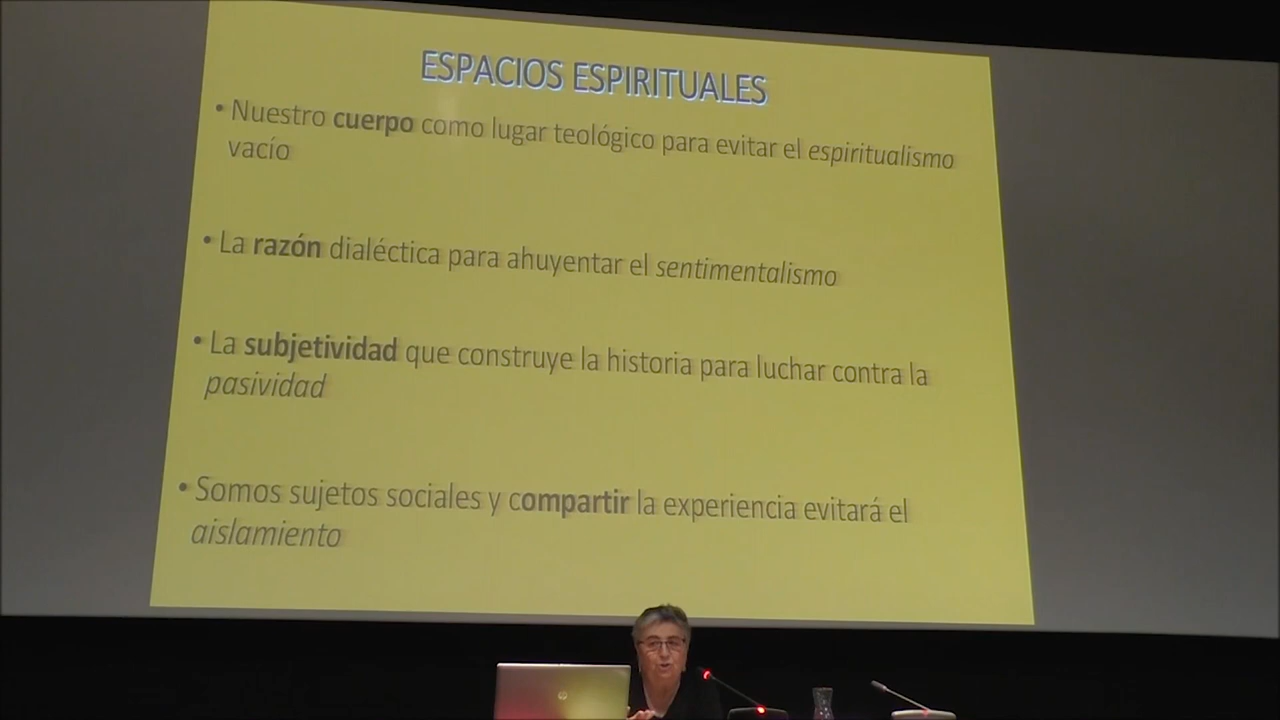 ESPACIOS ESPIRITUALES
• Nuestro cuerpo como lugar teológico para evitar el espiritualismo
vacío
• La razón dialéctica para ahuyentar el sentimentalismo
• La subjetividad que construye la historia para luchar contra la
pasividad
• Somos sujetos sociales y compartir la experiencia evitará el
aislamiento
hp